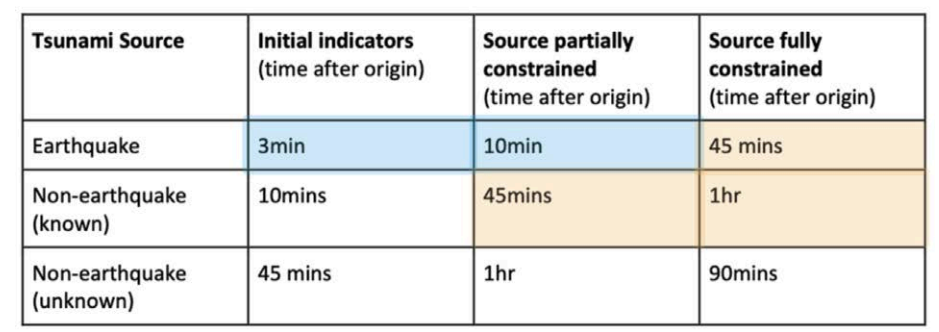 Tsunami Source
Initial indicators
(time after origin)
Source partially
constrained
(time after origin)
Source fully
constrained
(time after origin)
Earthquake
3min
10min
45 mins
Non-earthquake
(known)
10mins
45mins
1hr
Non-earthquake
(unknown)
45 mins
1hr
90mins